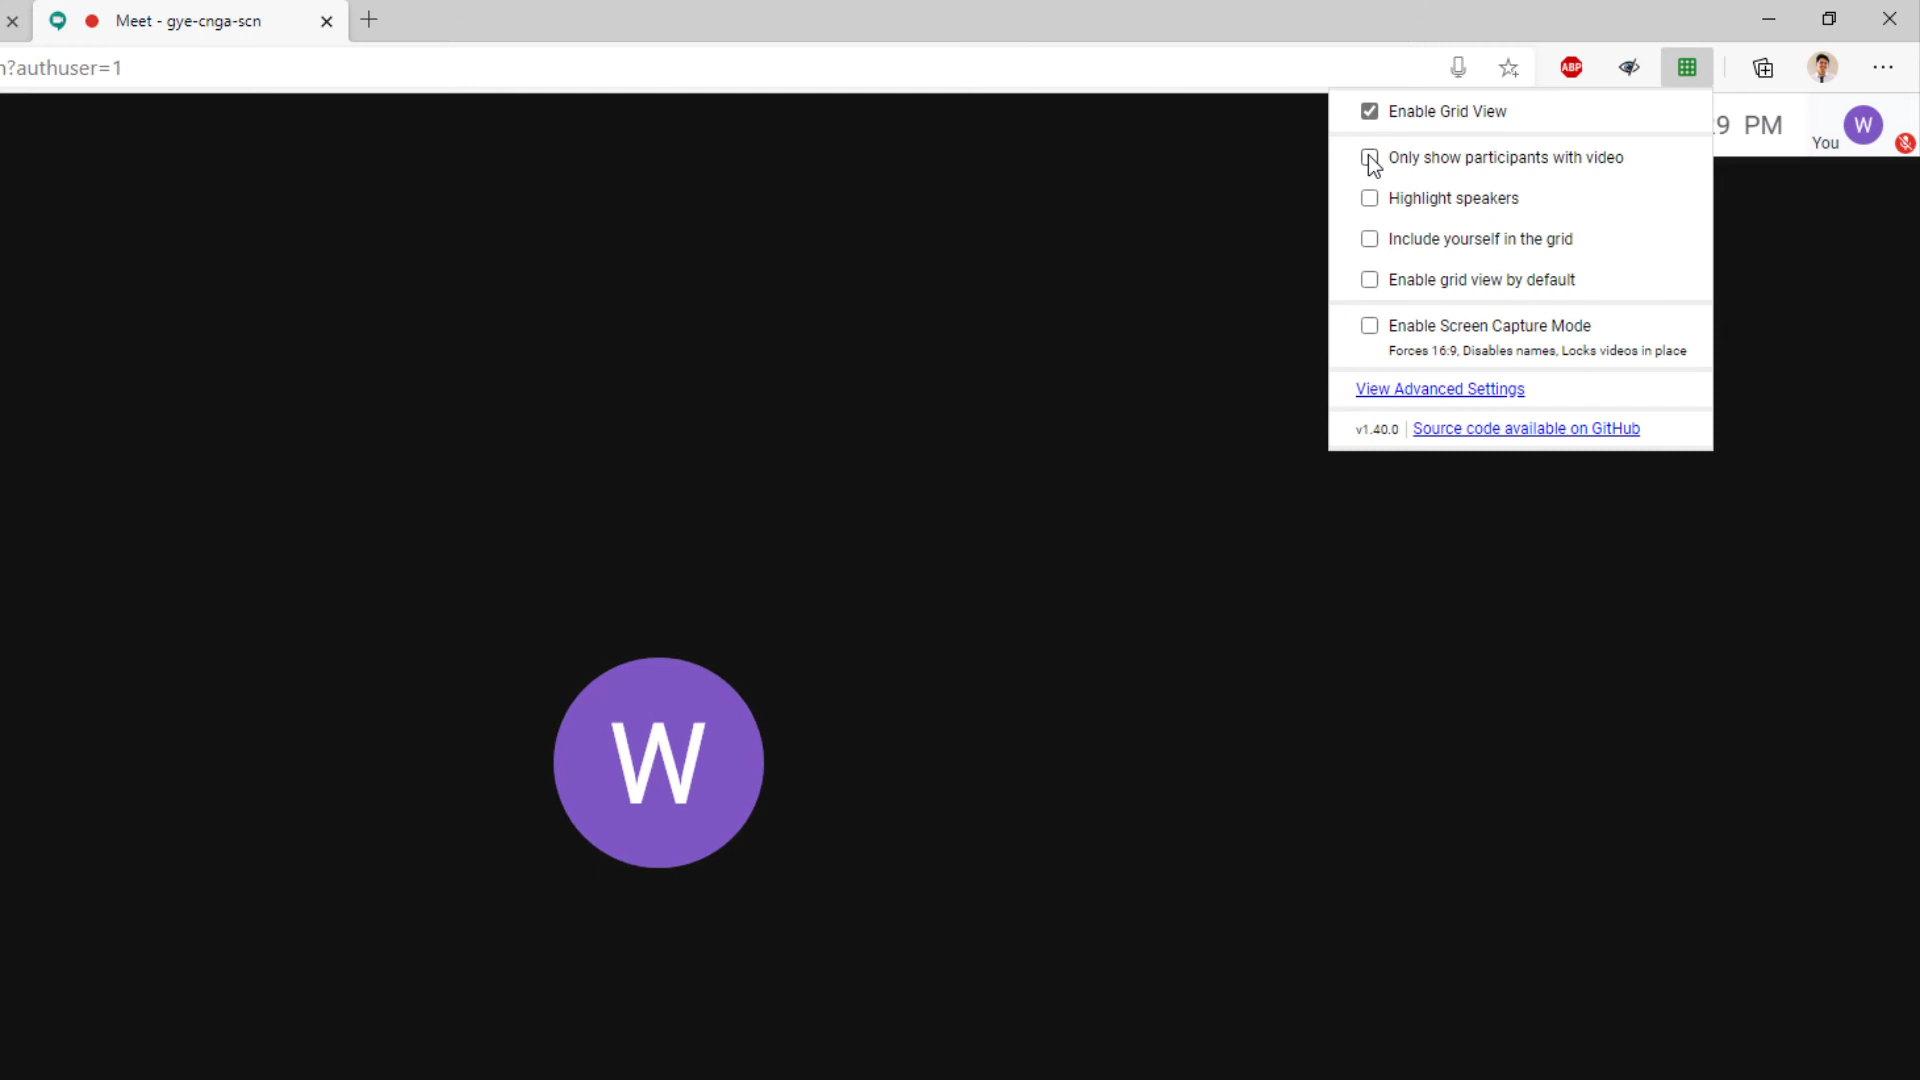 Meet - gye-cnga-scn
?authuser=1
ABP
Enable Grid View
9 PM
You
W
Only show participants with video
Highlight speakers
Include yourself in the grid
Enable grid view by default
Enable Screen Capture Mode
Forces 16:9, Disables names, Locks videos in place
View Advanced Settings
v1.40.0 Source code available on GitHub
W